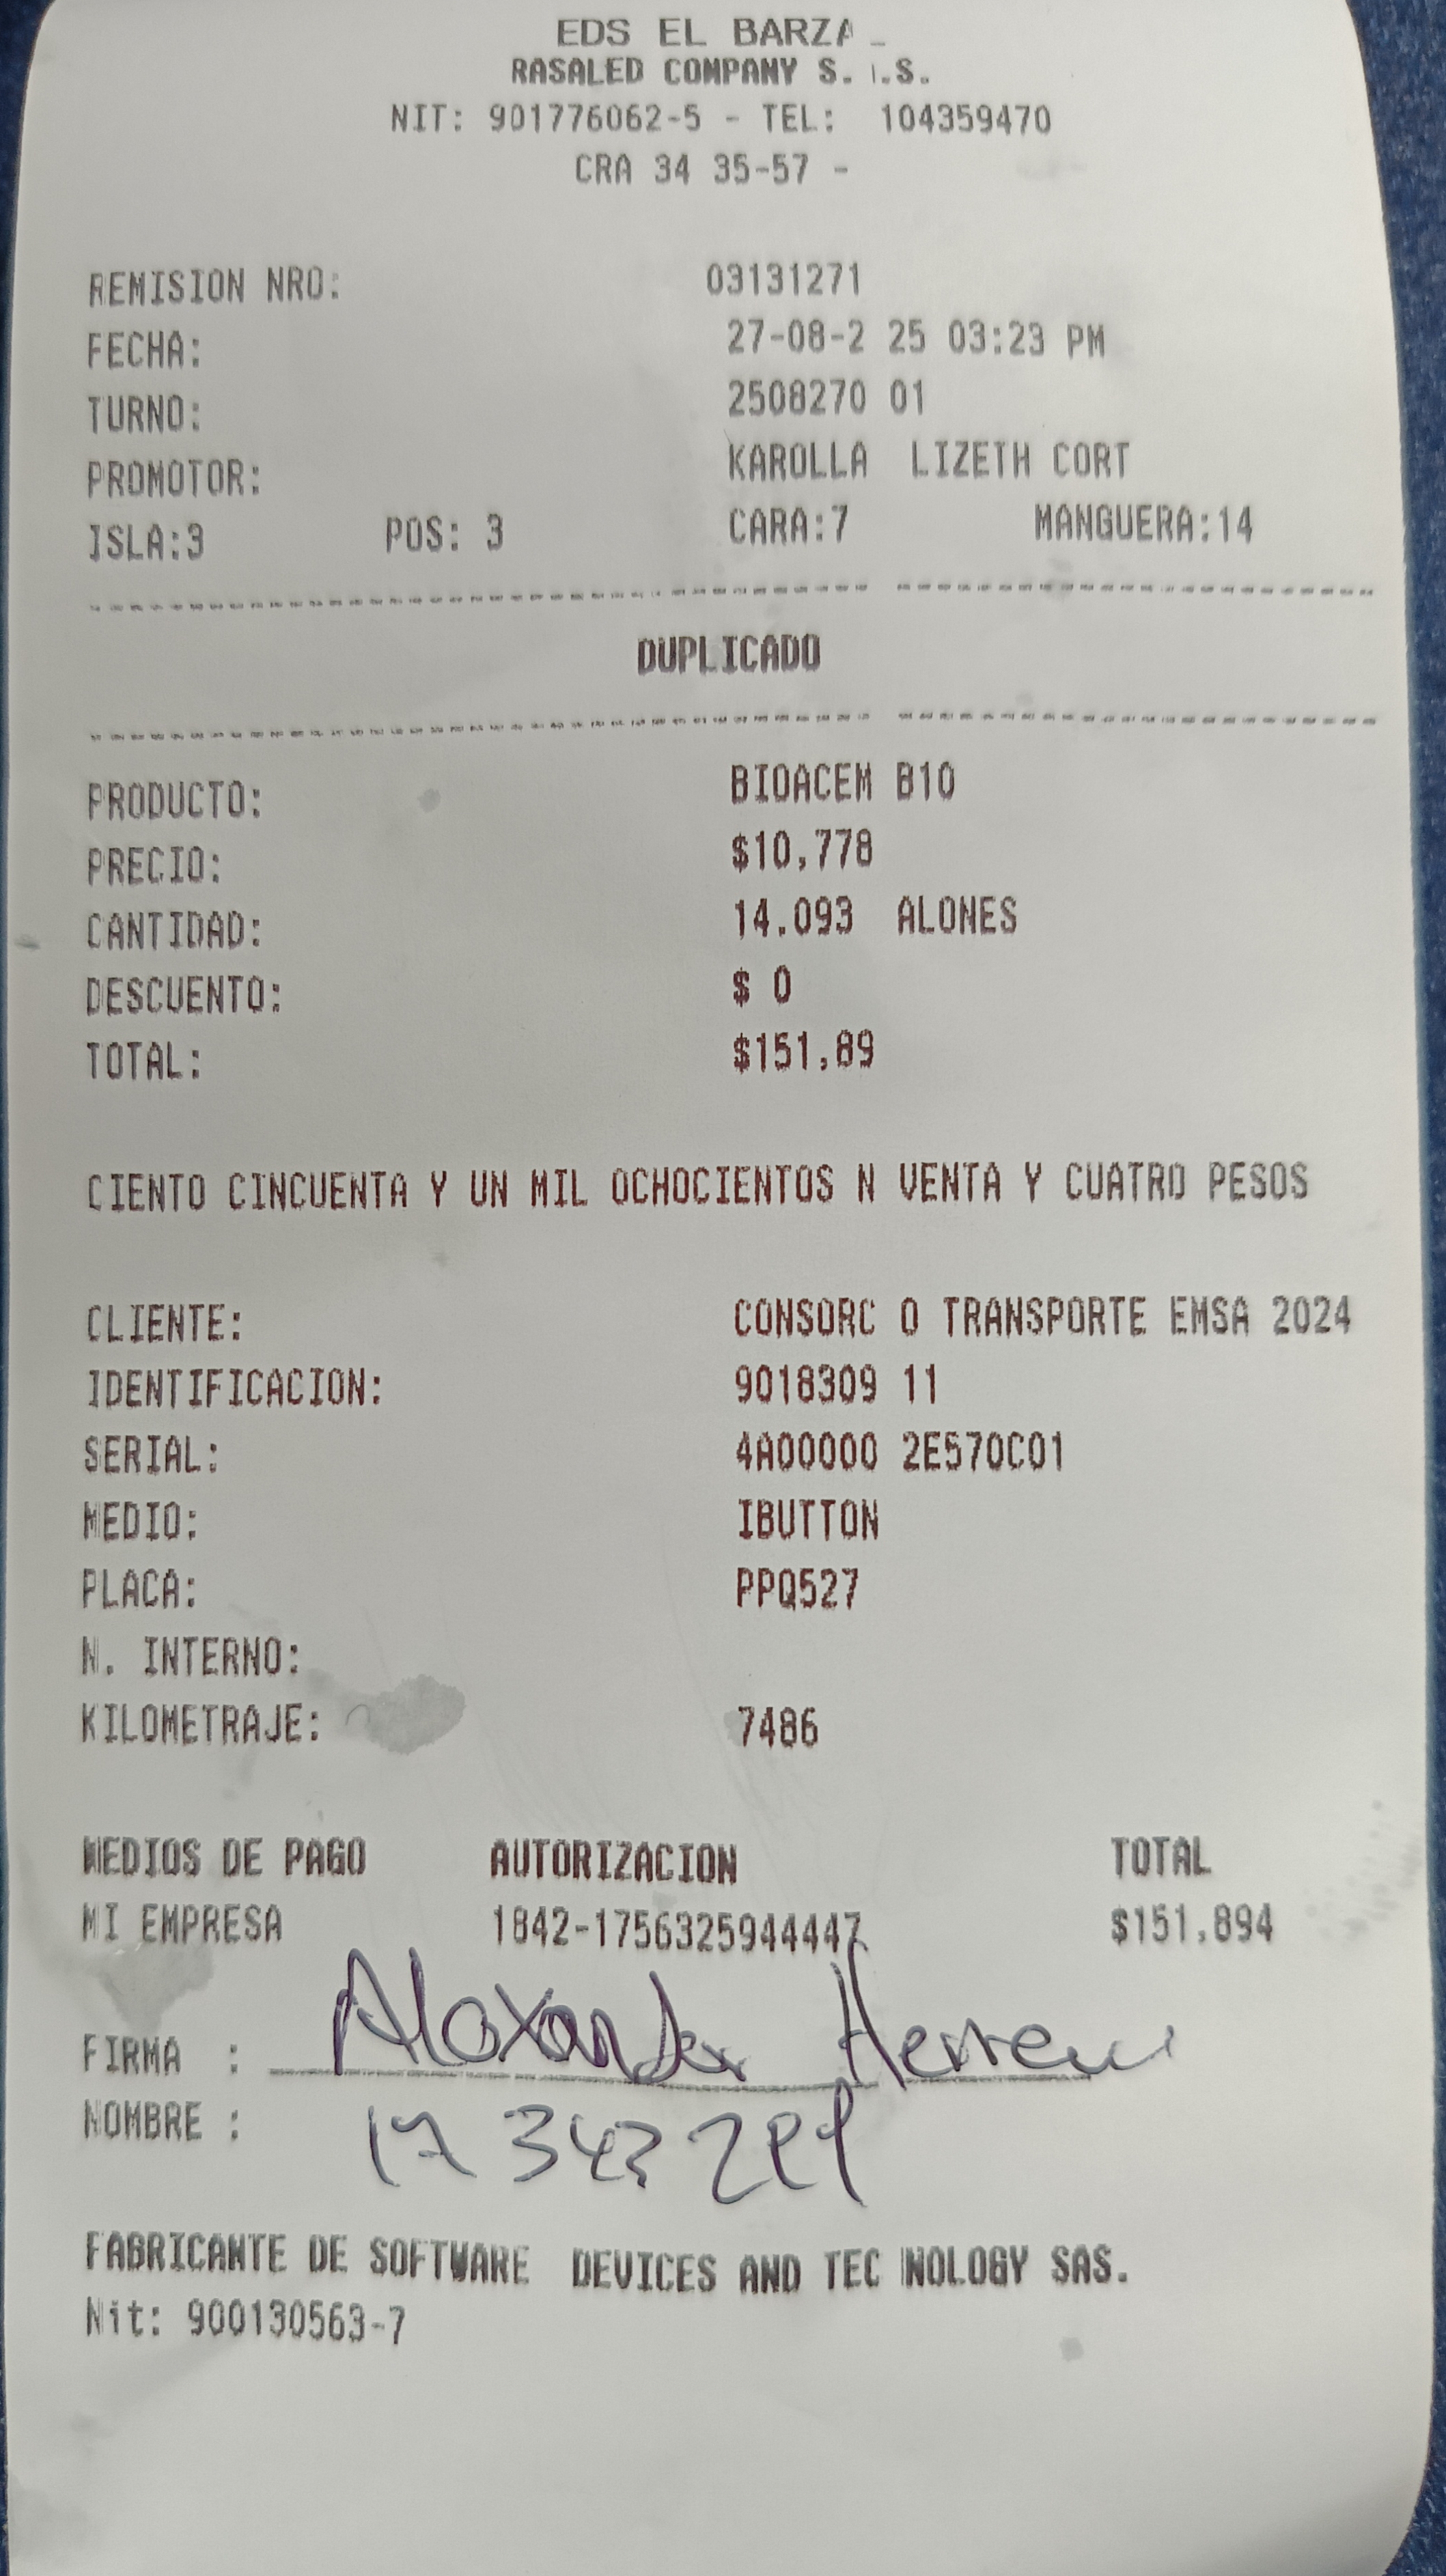 EDS EL BARZA
RASALED COMPANY S. .S.
NIT: 901776062-5 - TEL: 104359470
CRA 34 35-57 -
REMISION NRO: 03131271
FECHA: 27-08-2 25 03:23 PM
TURNO: 2508270 01
PROMOTOR: KAROLLA LIZETH CORT
ISLA:3 POS: 3 CARA:7 MANGUERA:14
DUPLICADO
PRODUCTO: BIOACEM B10
PRECIO: $10,778
CANTIDAD: 14.093 ALONES
DESCUENTO: $ 0
TOTAL: $151,89
CIENTO CINCUENTA Y UN MIL OCHOCIENTOS N VENTA Y CUATRO PESOS
CLIENTE: CONSORC O TRANSPORTE EMSA 2024
IDENTIFICACION: 9018309 11
SERIAL: 4A00000 2E570C01
MEDIO: IBUTTON
PLACA: PPQ527
N. INTERNO:
KILOMETRAJE: 7486
MEDIOS DE PAGO AUTORIZACION TOTAL
MI EMPRESA 1842-1756325944447 $151,894
FIRMA : Alexander Herrera
NOMBRE : 17 343
FABRICANTE DE SOFTWARE DEVICES AND TEC NOLOGY SAS.
Nit: 900130563-7